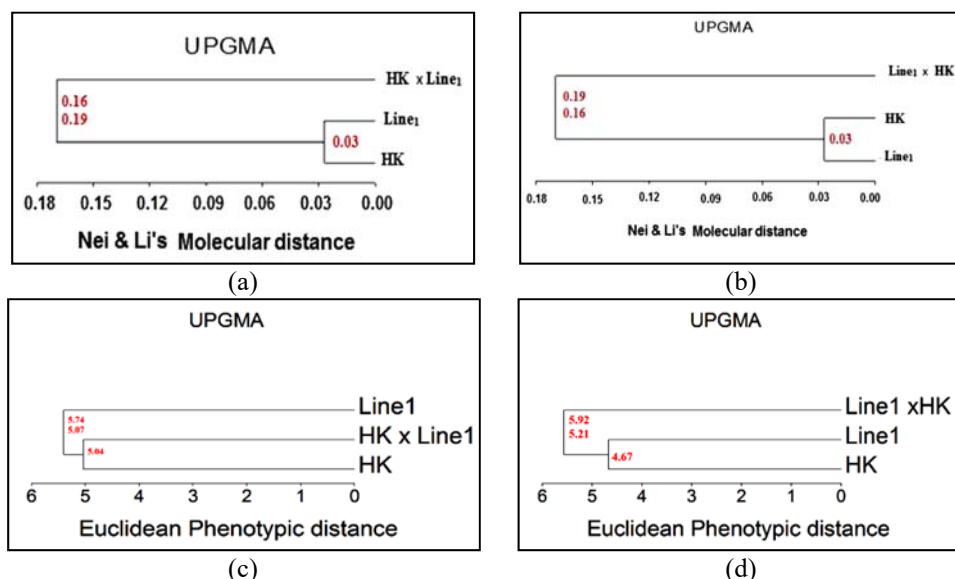 UPGMA
HK x Line₁
0.16
0.19
Line₁
0.03
HK
0.18 0.15 0.12 0.09 0.06 0.03 0.00
Nei & Li's Molecular distance
(a)
UPGMA
Line₁ x HK
0.19
0.16
HK
0.03
Line₁
0.18 0.15 0.12 0.09 0.06 0.03 0.00
Nei & Li's Molecular distance
(b)
UPGMA
Line1
5.74
5.07
HK x Line1
5.04
HK
6 5 4 3 2 1 0
Euclidean Phenotypic distance
(c)
UPGMA
Line1 xHK
5.92
5.21
Line1
4.67
HK
6 5 4 3 2 1 0
Euclidean Phenotypic distance
(d)